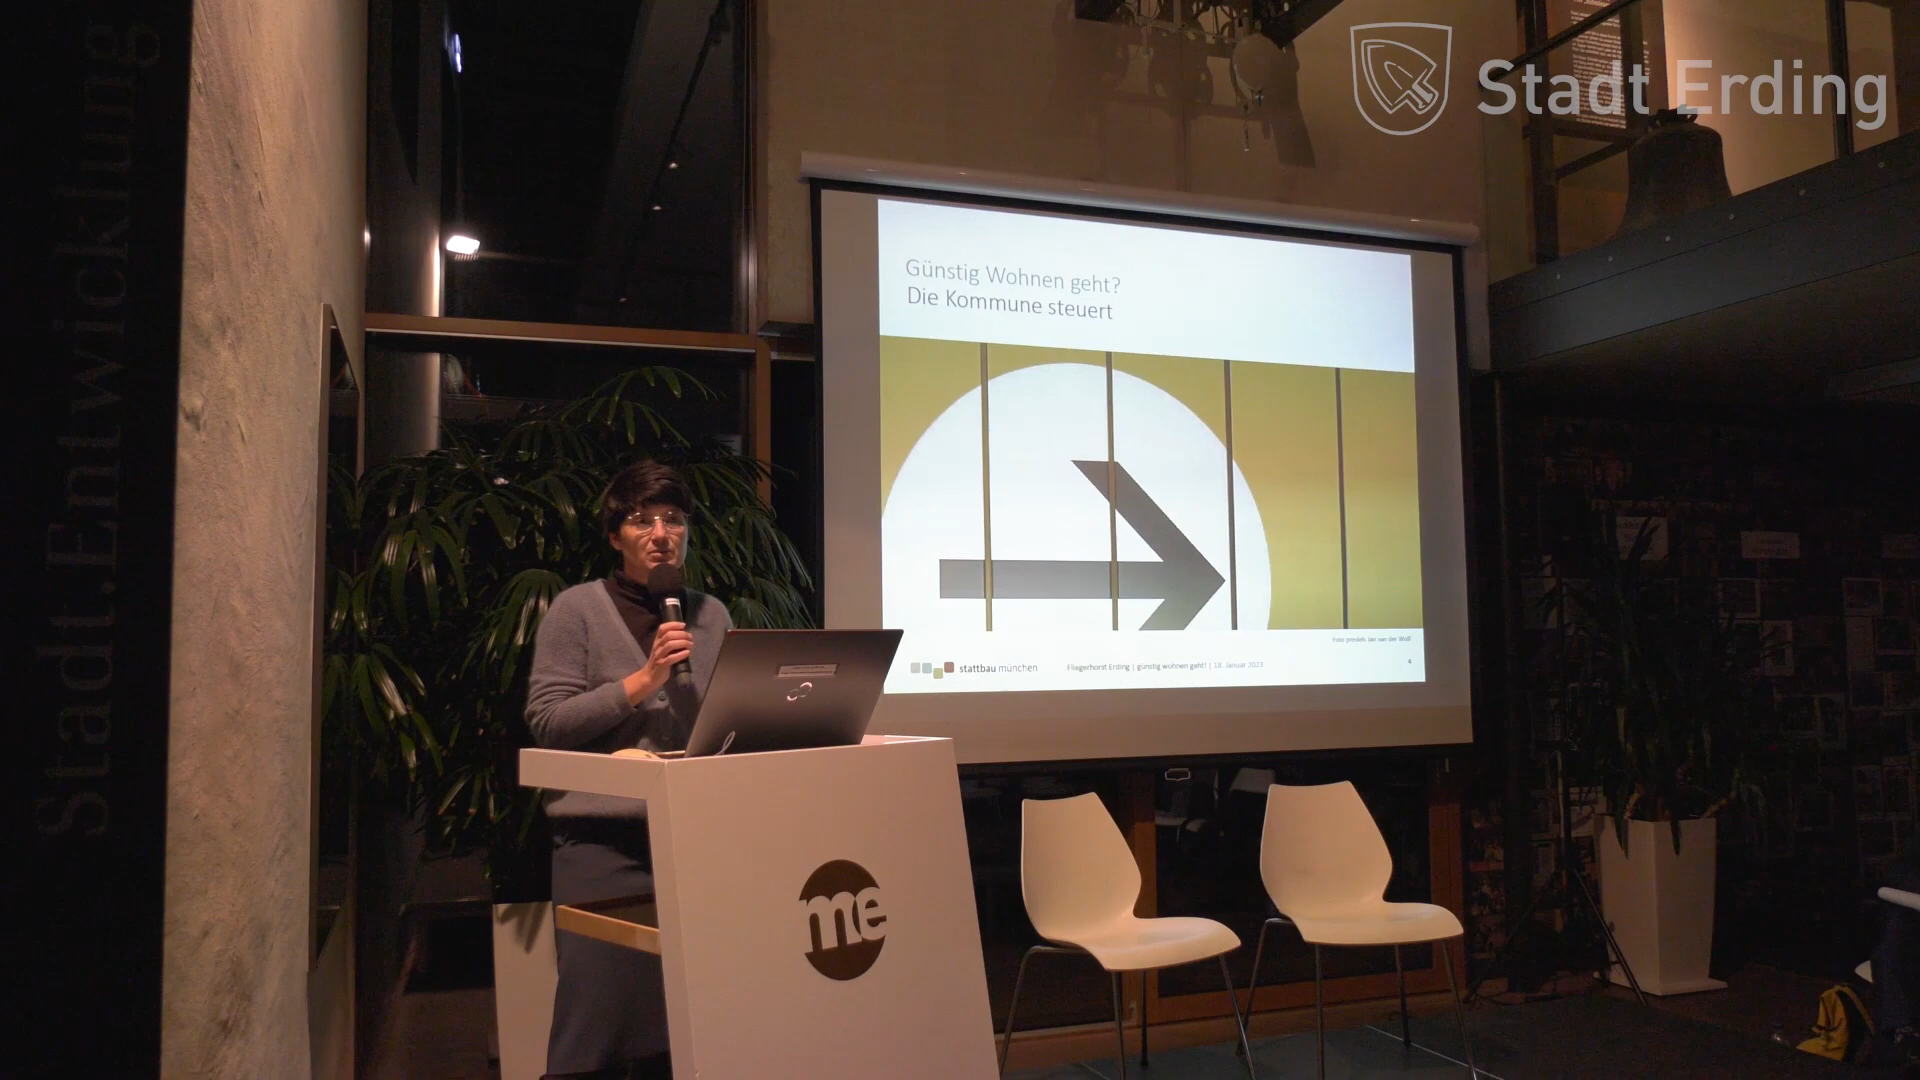 Stadt Erding
Stadt.Entwicklung
Günstig Wohnen geht?
Die Kommune steuert
stattbau münchen
Fliegerhorst Erding | günstig wohnen geht! | 18. Januar 2023
4
me